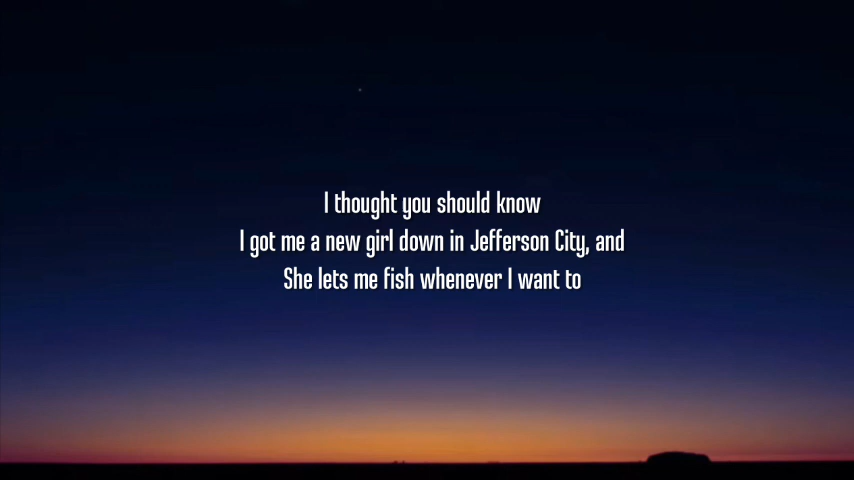 I thought you should know
I got me a new girl down in Jefferson City, and
She lets me fish whenever I want to